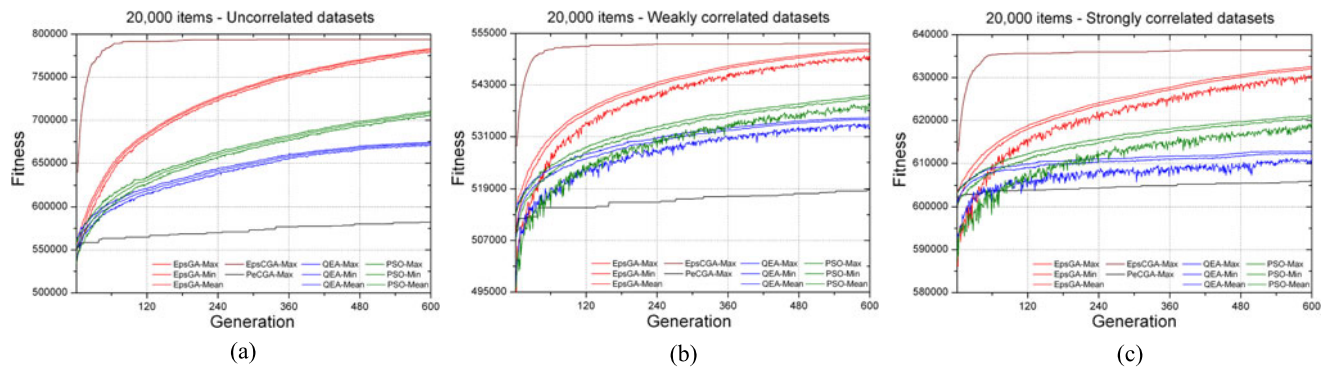 20,000 items - Uncorrelated datasets
800000
750000
700000
650000
600000
550000
500000
Fitness
EpsGA-Max EpsCGA-Max QEA-Max PSO-Max
EpsGA-Min PeCGA-Max QEA-Min PSO-Min
EpsGA-Mean QEA-Mean PSO-Mean
120 240 360 480 600
Generation
(a)
20,000 items - Weakly correlated datasets
555000
543000
531000
519000
507000
495000
Fitness
EpsGA-Max EpsCGA-Max QEA-Max PSO-Max
EpsGA-Min PeCGA-Max QEA-Min PSO-Min
EpsGA-Mean QEA-Mean PSO-Mean
120 240 360 480 600
Generation
(b)
20,000 items - Strongly correlated datasets
640000
630000
620000
610000
600000
590000
580000
Fitness
EpsGA-Max EpsCGA-Max QEA-Max PSO-Max
EpsGA-Min PeCGA-Max QEA-Min PSO-Min
EpsGA-Mean QEA-Mean PSO-Mean
120 240 360 480 600
Generation
(c)